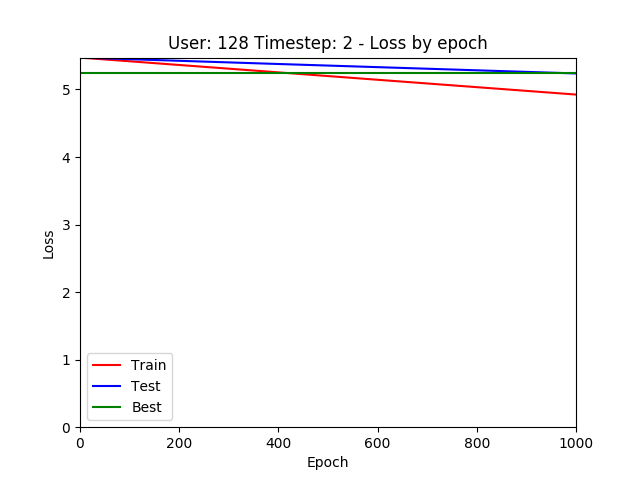 User: 128 Timestep: 2 - Loss by epoch
5
4
3
2
1
0
Loss
Train
Test
Best
0 200 400 600 800 1000
Epoch